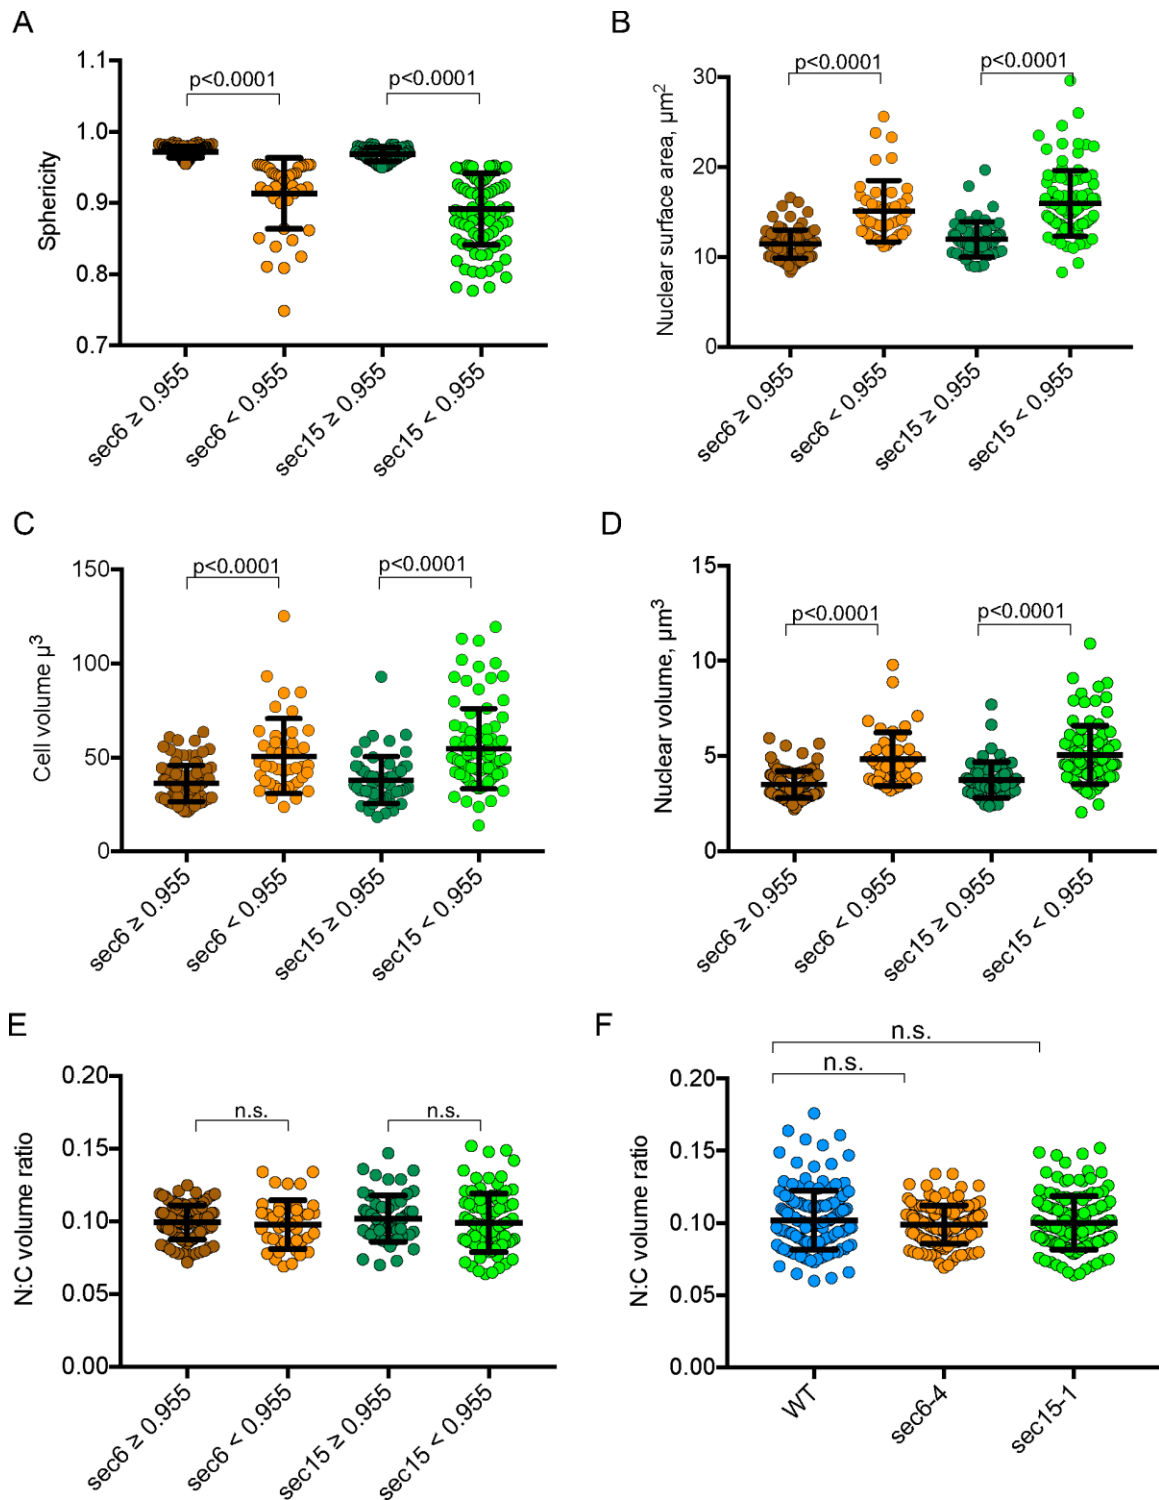 A
1.1
1.0
0.9
0.8
0.7
Sphericity
p<0.0001
p<0.0001
sec6 ≥ 0.955
sec6 < 0.955
sec15 ≥ 0.955
sec15 < 0.955
B
30
20
10
0
Nuclear surface area, µm²
p<0.0001
p<0.0001
sec6 ≥ 0.955
sec6 < 0.955
sec15 ≥ 0.955
sec15 < 0.955
C
150
100
50
0
Cell volume µ³
p<0.0001
p<0.0001
sec6 ≥ 0.955
sec6 < 0.955
sec15 ≥ 0.955
sec15 < 0.955
D
15
10
5
0
Nuclear volume, µm³
p<0.0001
p<0.0001
sec6 ≥ 0.955
sec6 < 0.955
sec15 ≥ 0.955
sec15 < 0.955
E
0.20
0.15
0.10
0.05
0.00
N:C volume ratio
n.s.
n.s.
sec6 ≥ 0.955
sec6 < 0.955
sec15 ≥ 0.955
sec15 < 0.955
F
0.20
0.15
0.10
0.05
0.00
N:C volume ratio
n.s.
n.s.
WT
sec6-4
sec15-1